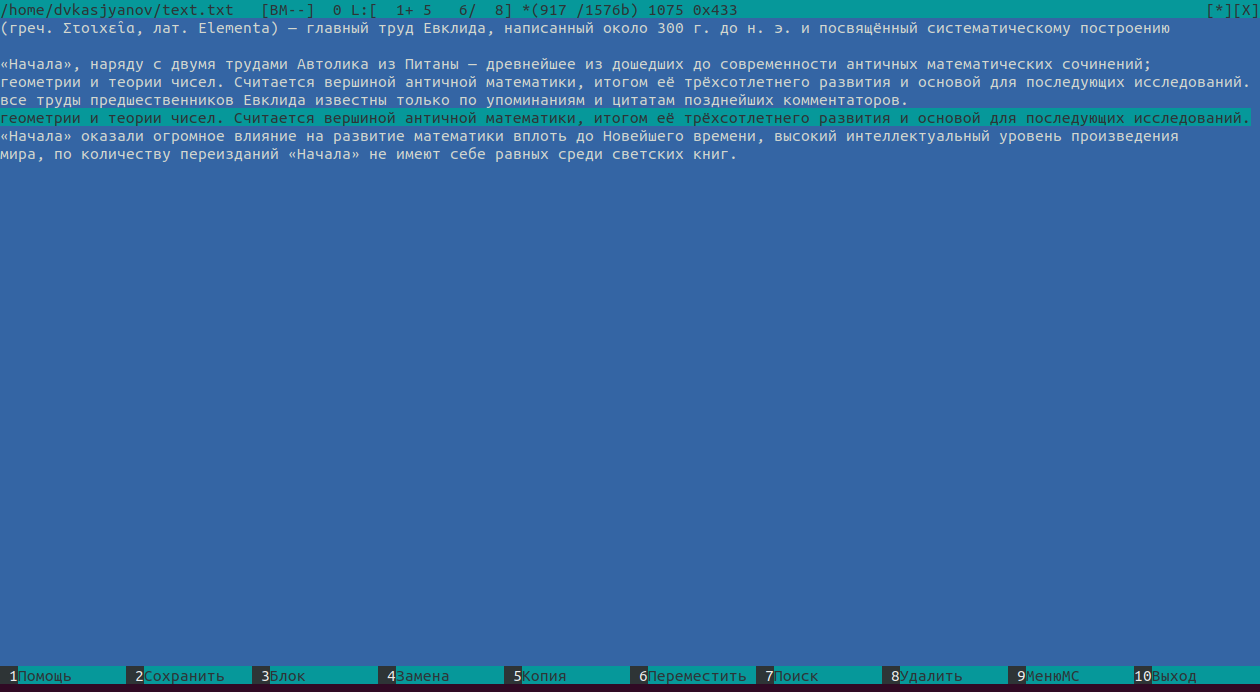 /home/dvkasjyanov/text.txt   [BM--]  0 L:[  1+ 5   6/  8] *(917 /1576b) 1075 0x433   [*][X]
(греч. Στοιχεῖα, лат. Elementa) — главный труд Евклида, написанный около 300 г. до н. э. и посвящённый систематическому построению
«Начала», наряду с двумя трудами Автолика из Питаны — древнейшее из дошедших до современности античных математических сочинений;
геометрии и теории чисел. Считается вершиной античной математики, итогом её трёхсотлетнего развития и основой для последующих исследований.
все труды предшественников Евклида известны только по упоминаниям и цитатам позднейших комментаторов.
геометрии и теории чисел. Считается вершиной античной математики, итогом её трёхсотлетнего развития и основой для последующих исследований.
«Начала» оказали огромное влияние на развитие математики вплоть до Новейшего времени, высокий интеллектуальный уровень произведения
мира, по количеству переизданий «Начала» не имеют себе равных среди светских книг.
1Помощь 2Сохранить 3Блок 4Замена 5Копия 6Переместить 7Поиск 8Удалить 9МенюMC 10Выход